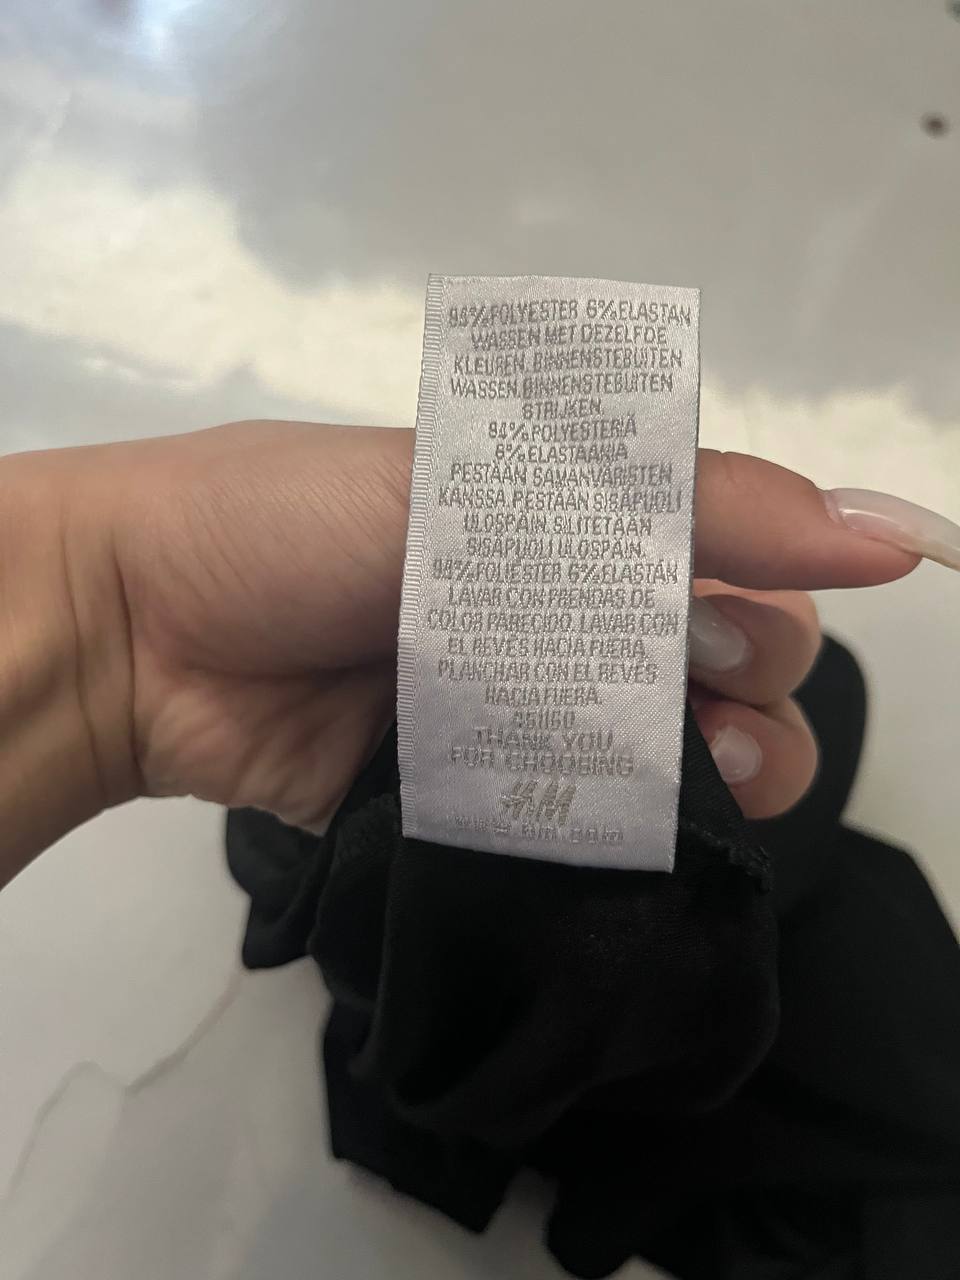 94%POLYESTER 6%ELASTAN
WASSEN MET DEZELFDE
KLEUREN. BINNENSTEBUITEN
WASSEN. BINNENSTEBUITEN
STRIJKEN.
94%POLYESTERIÄ
6%ELASTAANIA
PESTÄÄN SAMANVÄRISTEN
KANSSA. PESTÄÄN SISÄPUOLI
ULOSPÄIN. SILITETÄÄN
SISÄPUOLI ULOSPÄIN.
94%POLIÉSTER 6%ELASTÁN
LAVAR CON PRENDAS DE
COLOR PARECIDO. LAVAR CON
EL REVÉS HACIA FUERA.
PLANCHAR CON EL REVÉS
HACIA FUERA.
THANK YOU
FOR CHOOSING
H&M